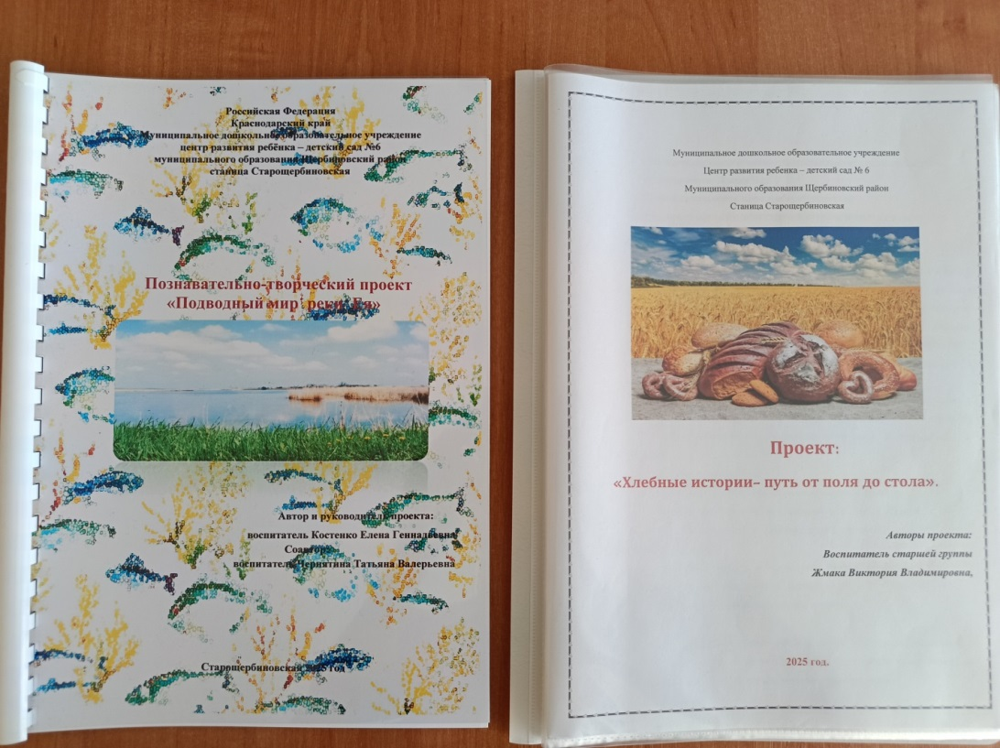 Российская Федерация
Краснодарский край
Муниципальное дошкольное образовательное учреждение
центр развития ребёнка – детский сад №6
муниципального образования Щербиновский район
станица Старощербиновская
Познавательно-творческий проект
«Подводный мир реки Ея»
Автор и руководитель проекта:
воспитатель Костенко Елена Геннадьевна
Соавтор:
воспитатель Чернятина Татьяна Валерьевна
Старощербиновская 2025 год
Муниципальное дошкольное образовательное учреждение
Центр развития ребенка – детский сад № 6
Муниципального образования Щербиновский район
Станица Старощербиновская
Проект:
«Хлебные истории– путь от поля до стола».
Авторы проекта:
Воспитатель старшей группы
Жмака Виктория Владимировна,
2025 год.